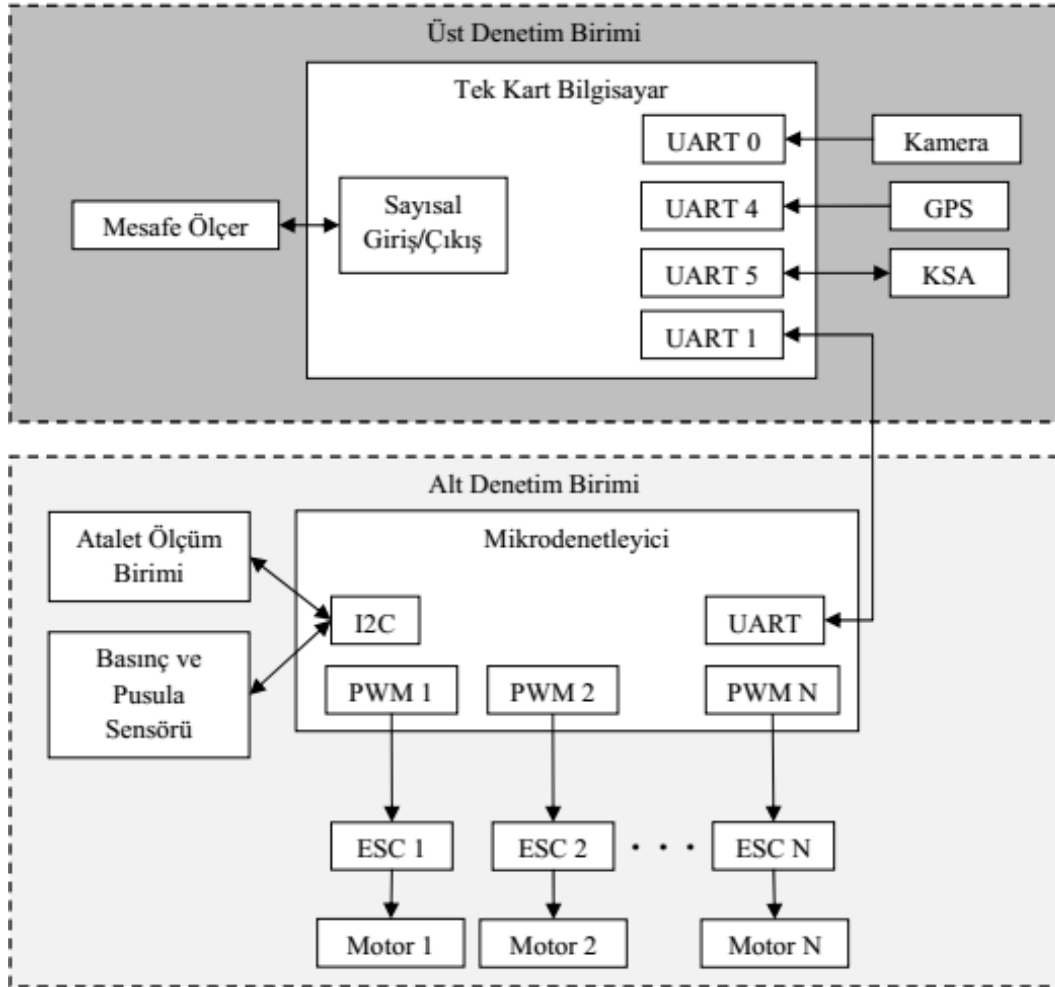 Üst Denetim Birimi
Tek Kart Bilgisayar
UART 0
Kamera
Mesafe Ölçer
Sayısal
Giriş/Çıkış
UART 4
GPS
UART 5
KSA
UART 1
Alt Denetim Birimi
Atalet Ölçüm
Birimi
Mikrodenetleyici
I2C
UART
Basınç ve
Pusula
Sensörü
PWM 1
PWM 2
PWM N
ESC 1
ESC 2
. . .
ESC N
Motor 1
Motor 2
Motor N